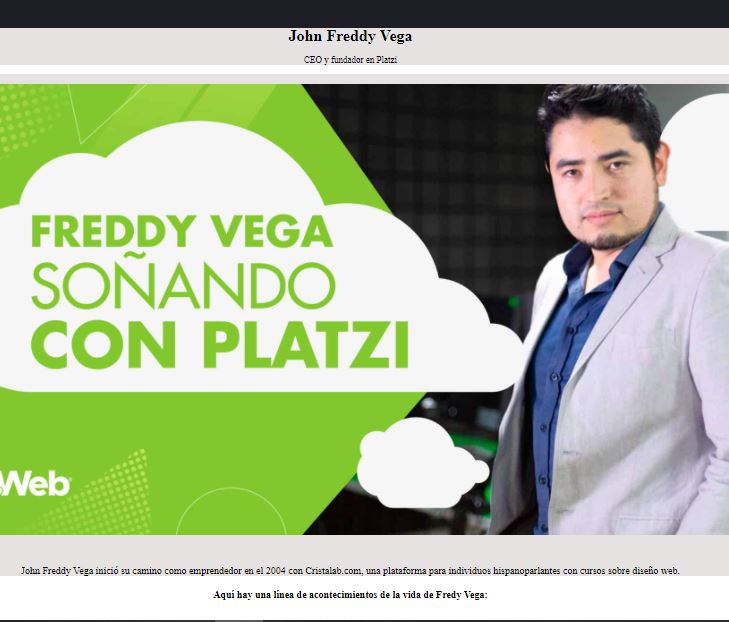 John Freddy Vega
CEO y fundador en Platzi
FREDDY VEGA
SOÑANDO
CON PLATZI
Web
John Freddy Vega inició su camino como emprendedor en el 2004 con Cristalab.com, una plataforma para individuos hispanoparlantes con cursos sobre diseño web.
Aquí hay una línea de acontecimientos de la vida de Fredy Vega: